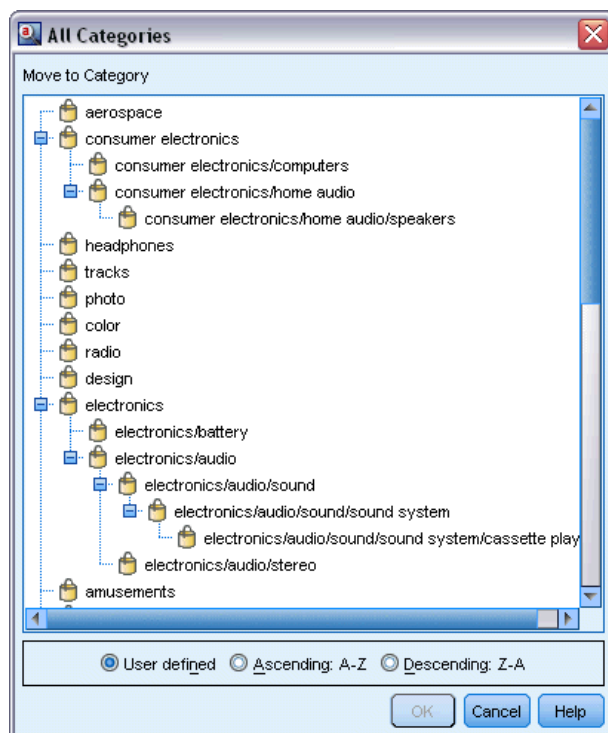 All Categories
Move to Category
aerospace
consumer electronics
consumer electronics/computers
consumer electronics/home audio
consumer electronics/home audio/speakers
headphones
tracks
photo
color
radio
design
electronics
electronics/battery
electronics/audio
electronics/audio/sound
electronics/audio/sound/sound system
electronics/audio/sound/sound system/cassette play
electronics/audio/stereo
amusements
User defined Ascending: A-Z Descending: Z-A
OK Cancel Help